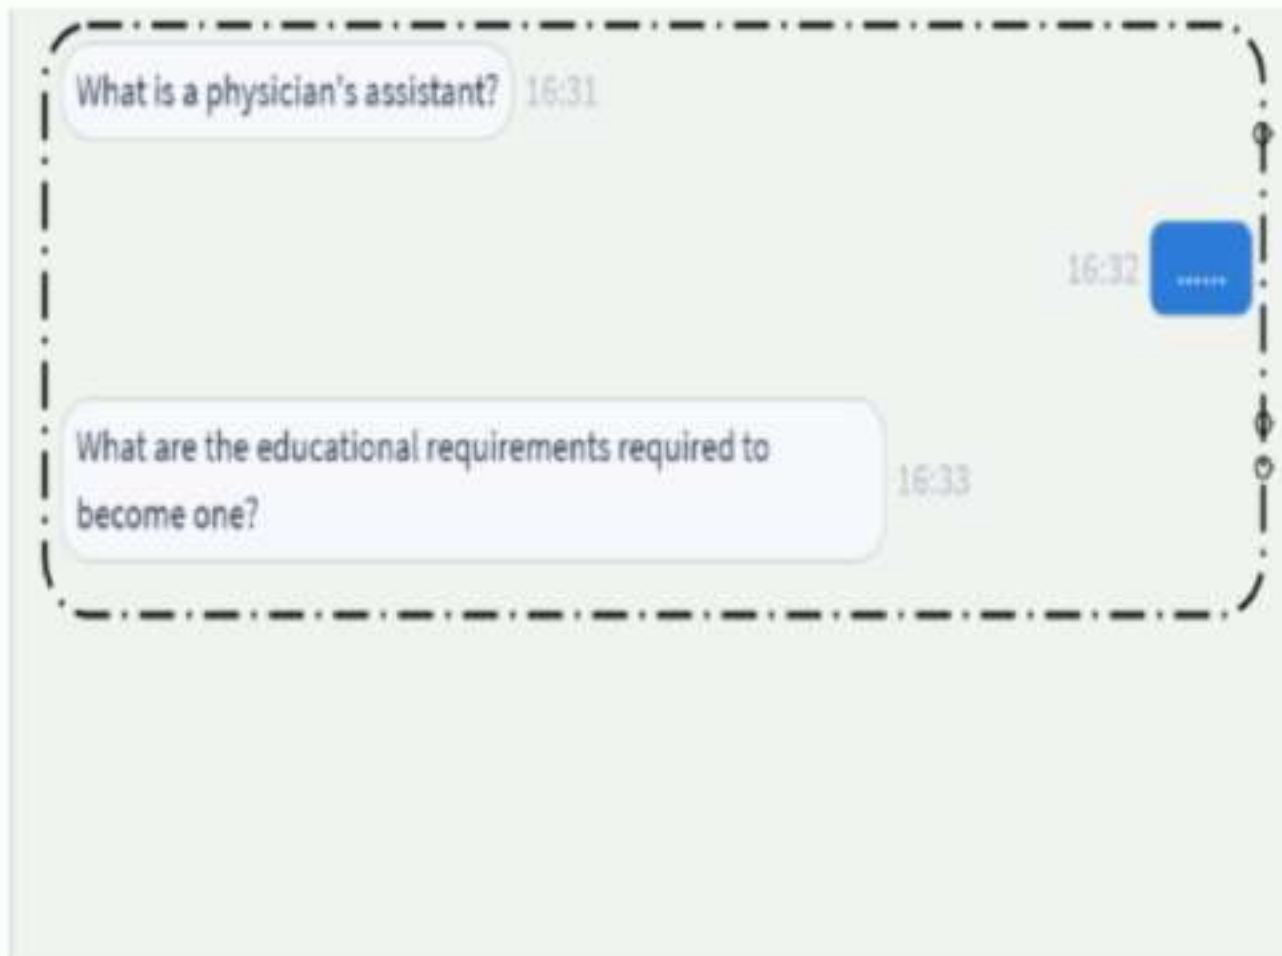 What is a physician's assistant? 16:31
16:32 ......
What are the educational requirements required to
become one? 16:33